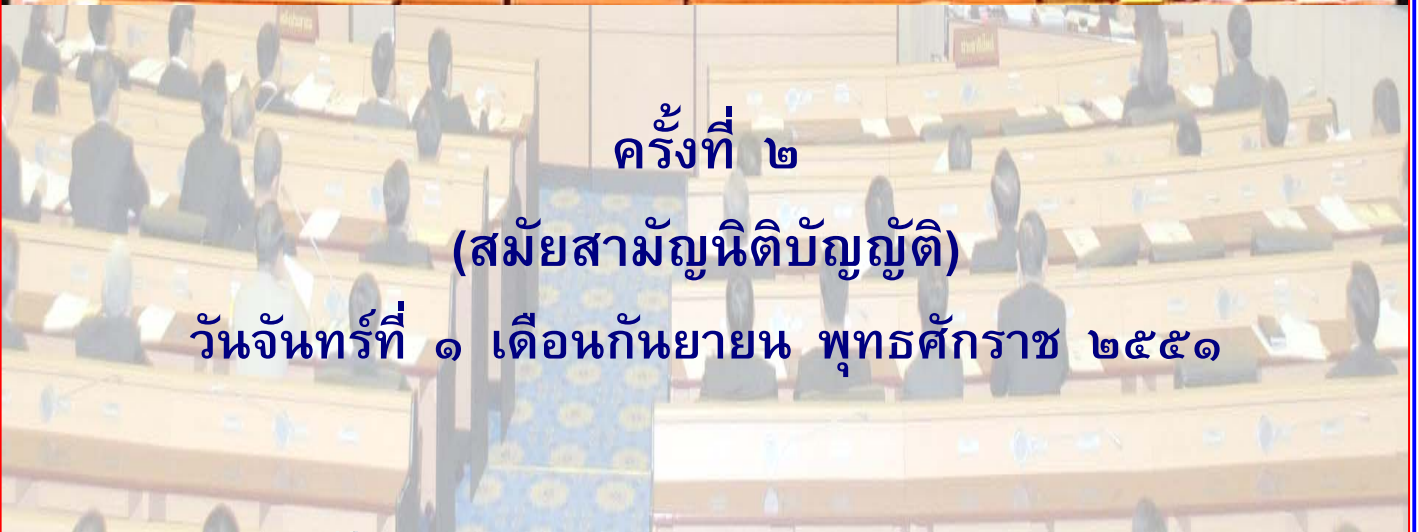 ครั้งที่ ๒
(สมัยสามัญนิติบัญญัติ)
วันจันทร์ที่ ๑ เดือนกันยายน พุทธศักราช ๒๕๕๑